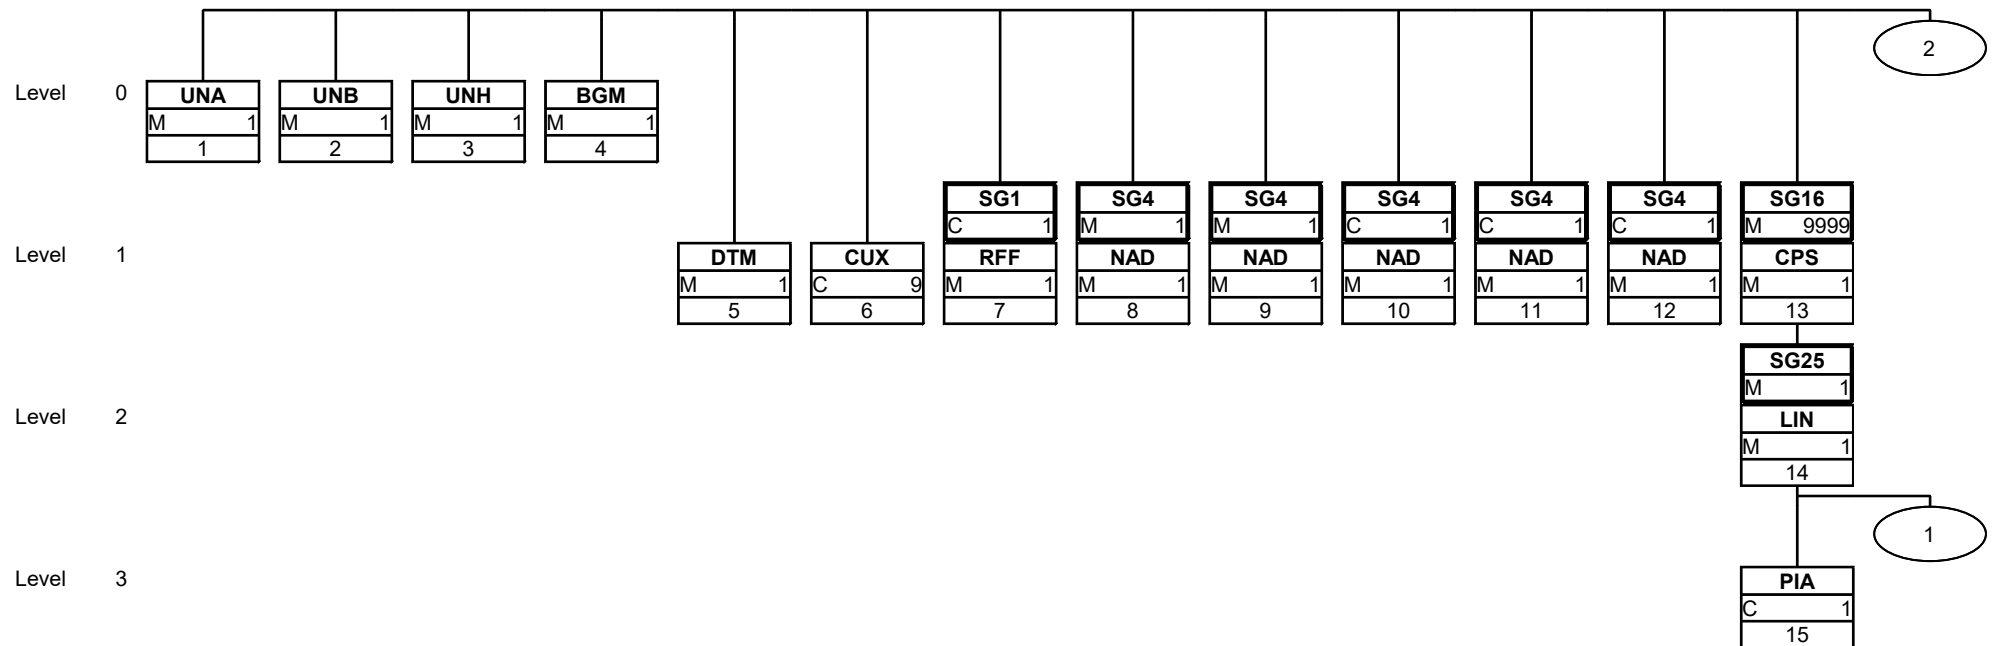 2
Level 0 UNA UNB UNH BGM
M 1 M 1 M 1 M 1
1 2 3 4
SG1 SG4 SG4 SG4 SG4 SG4 SG16
C 1 M 1 M 1 C 1 C 1 C 1 M 9999
Level 1 DTM CUX RFF NAD NAD NAD NAD NAD CPS
M 1 C 9 M 1 M 1 M 1 M 1 M 1 M 1 M 1
5 6 7 8 9 10 11 12 13
SG25
M 1
Level 2 LIN
M 1
14
1
Level 3 PIA
C 1
15